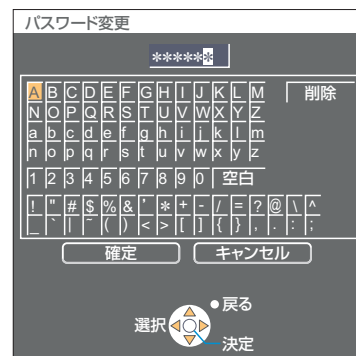 パスワード変更
******
A B C D E F G H I J K L M 削除
N O P Q R S T U V W X Y Z
a b c d e f g h i j k l m
n o p q r s t u v w x y z
1 2 3 4 5 6 7 8 9 0 空白
! " # $ % & ' * + - / = ? @ \ ^
_ ` | ~ ( ) < > [ ] { } , . : ;
確定 キャンセル
戻る
選択
決定